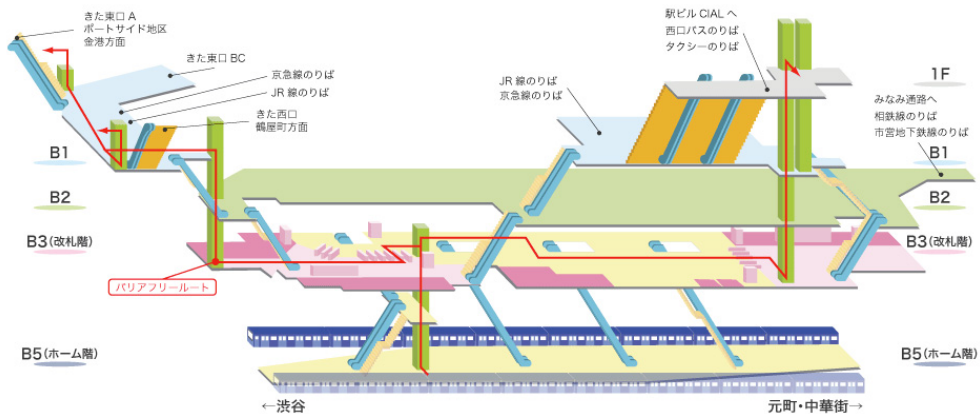 きた東口 A
ポートサイド地区
金港方面
きた東口 BC
京急線のりば
JR 線のりば
きた西口
鶴屋町方面
駅ビル CIAL へ
西口バスのりば
タクシーのりば
JR 線のりば
京急線のりば
1F
みなみ通路へ
相鉄線のりば
市営地下鉄線のりば
B1
B1
B2
B2
B3(改札階)
B3(改札階)
バリアフリールート
B5(ホーム階)
B5(ホーム階)
←渋谷
元町・中華街→